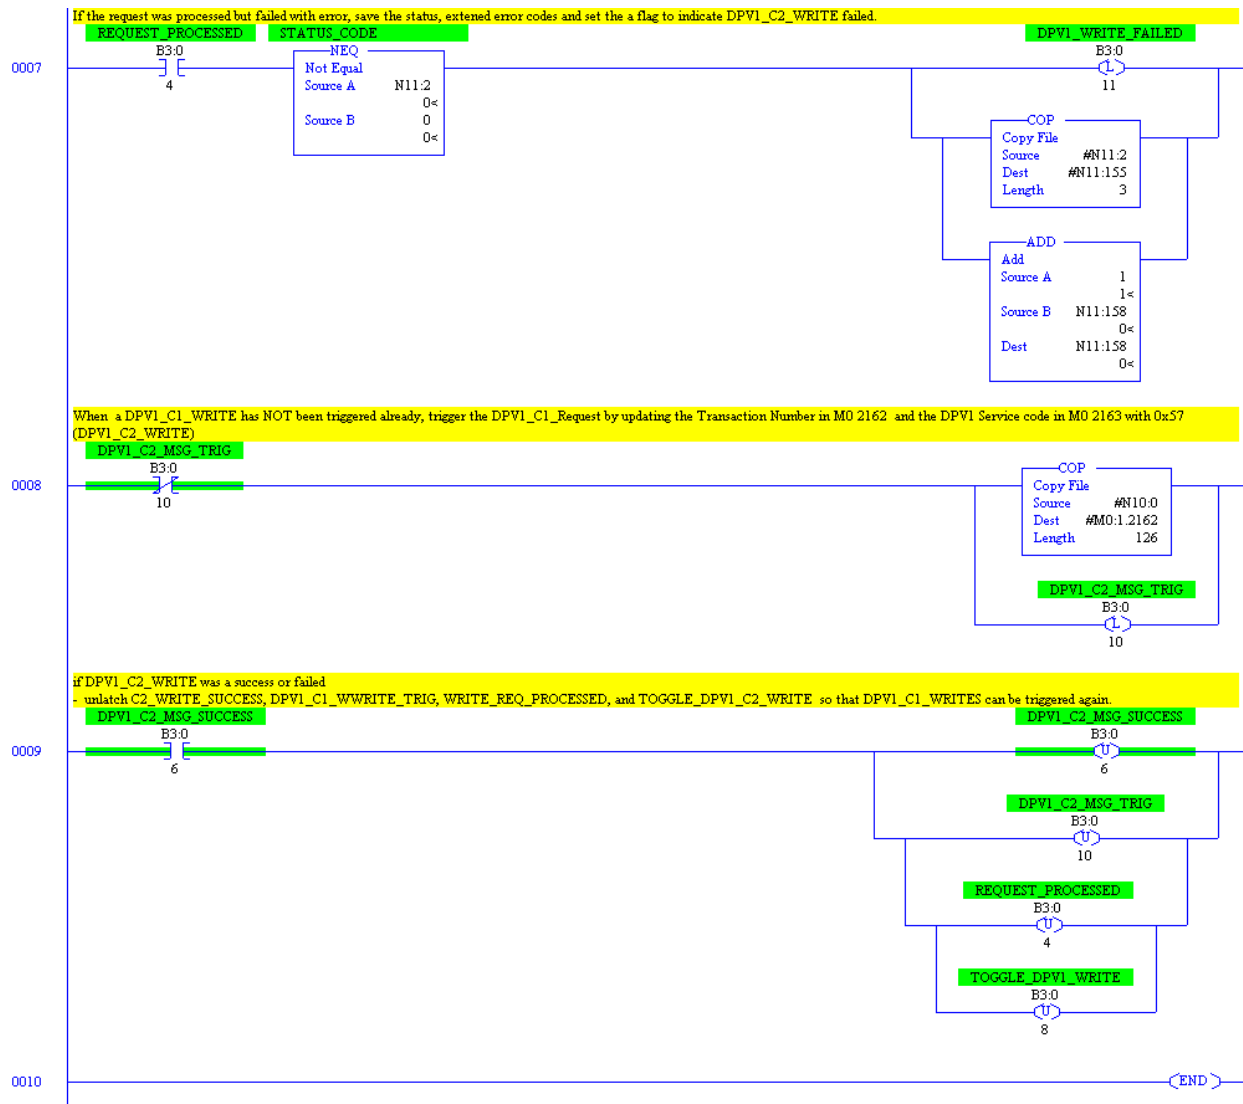 If the request was processed but failed with error, save the status, extened error codes and set the a flag to indicate DPV1_C2_WRITE failed.
REQUEST_PROCESSED STATUS_CODE DPV1_WRITE_FAILED
B3:0 NEQ B3:0
0007 Not Equal L
4 Source A N11:2 11
0<
Source B 0
0<
COP
Copy File
Source #N11:2
Dest #N11:155
Length 3
ADD
Add
Source A 1
1<
Source B N11:158
0<
Dest N11:158
0<
When a DPV1_C1_WRITE has NOT been triggered already, trigger the DPV1_C1_Request by updating the Transaction Number in M0 2162 and the DPV1 Service code in M0 2163 with 0x57
(DPV1_C2_WRITE)
DPV1_C2_MSG_TRIG
B3:0 COP
0008 Copy File
10 Source #N10:0
Dest #M0:1.2162
Length 126
DPV1_C2_MSG_TRIG
B3:0
L
10
if DPV1_C2_WRITE was a success or failed
- unlatch C2_WRITE_SUCCESS, DPV1_C1_WWRITE_TRIG, WRITE_REQ_PROCESSED, and TOGGLE_DPV1_C2_WRITE so that DPV1_C1_WRITES can be triggered again.
DPV1_C2_MSG_SUCCESS DPV1_C2_MSG_SUCCESS
B3:0 B3:0
0009 U
6 6
DPV1_C2_MSG_TRIG
B3:0
U
10
REQUEST_PROCESSED
B3:0
U
4
TOGGLE_DPV1_WRITE
B3:0
U
8
0010 END